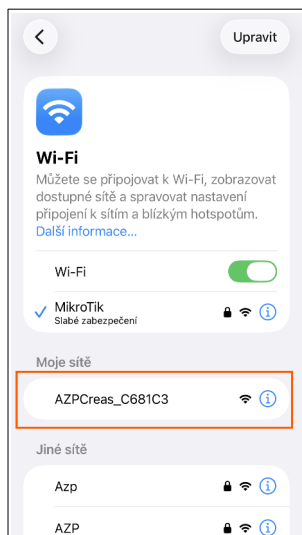 Upravit
Wi-Fi
Můžete se připojovat k Wi-Fi, zobrazovat
dostupné sítě a spravovat nastavení
připojení k sítím a blízkým hotspotům.
Další informace...
Wi-Fi
MikroTik
Slabé zabezpečení
Moje sítě
AZPCreas_C681C3
Jiné sítě
Azp
AZP